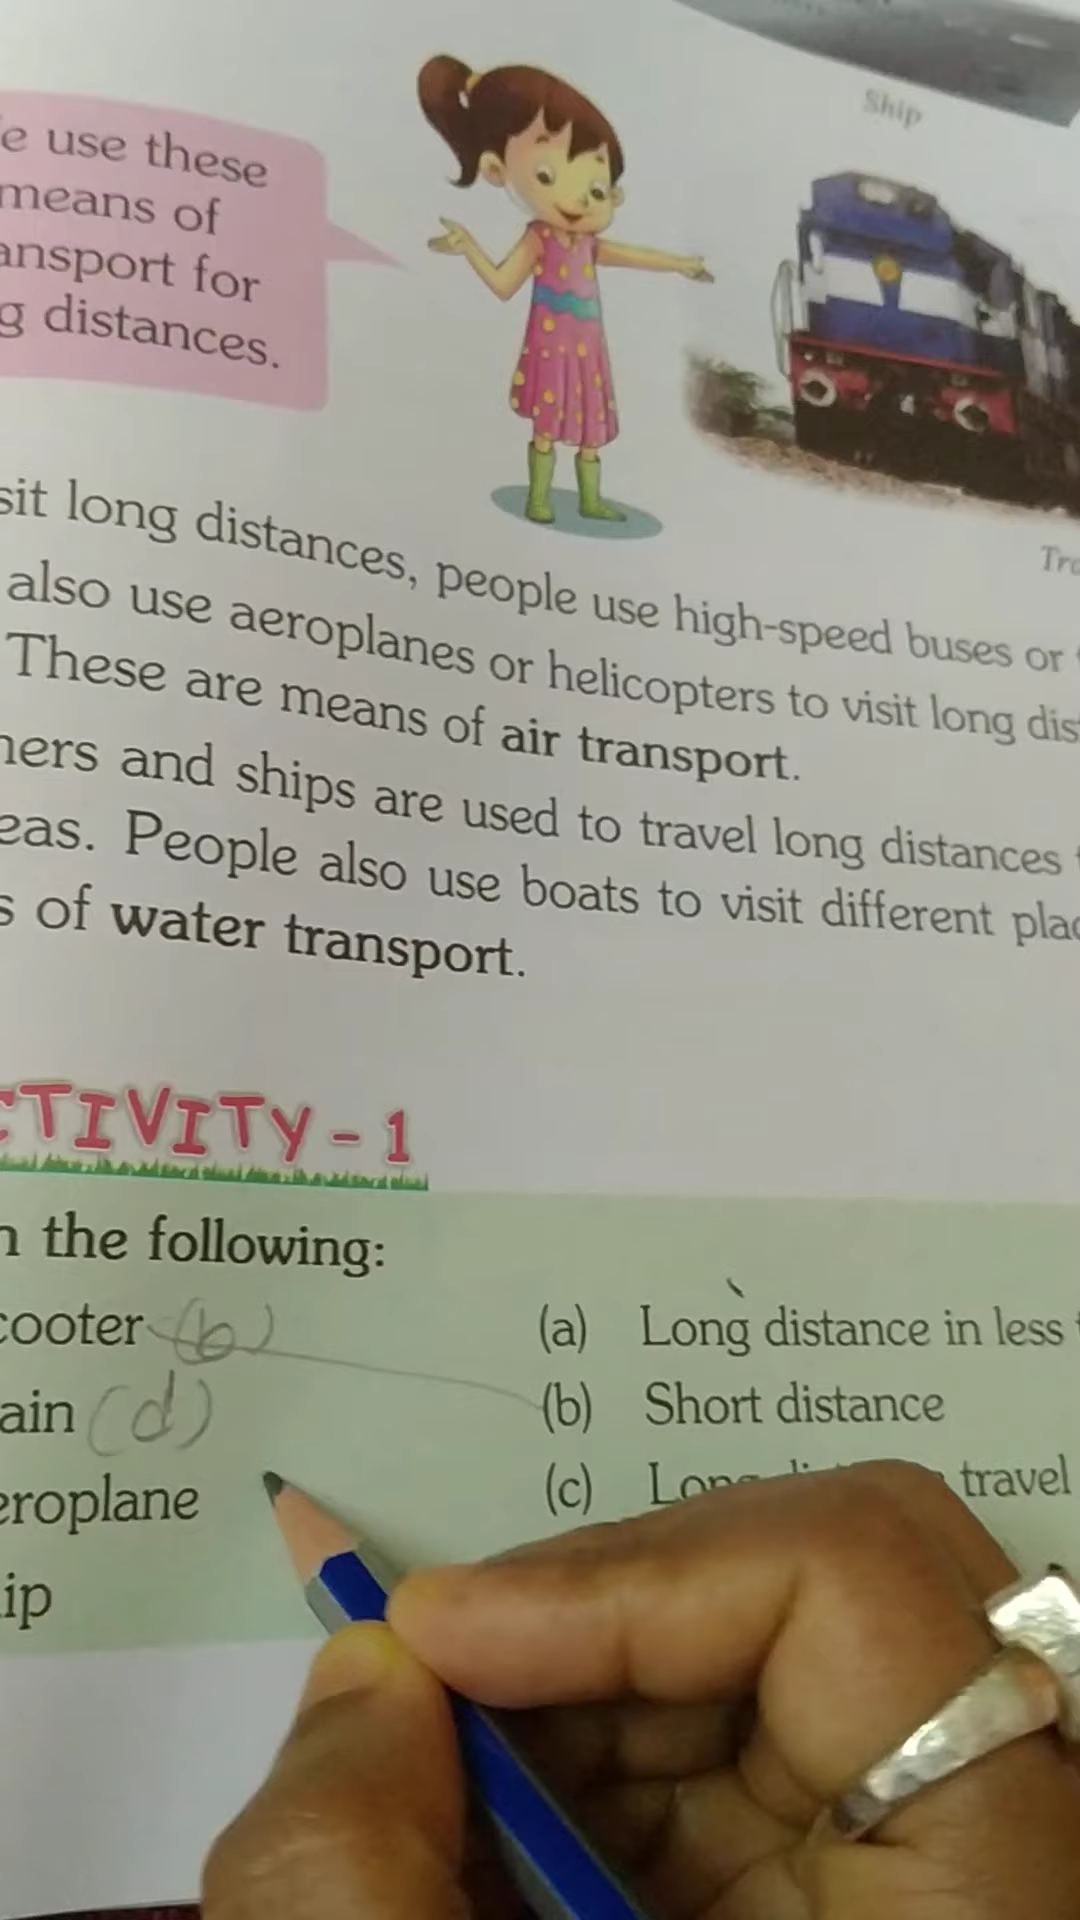 Ship
e use these
means of
ansport for
g distances.
sit long distances, people use high-speed buses or
also use aeroplanes or helicopters to visit long dis
These are means of air transport.
ners and ships are used to travel long distances
eas. People also use boats to visit different plac
s of water transport.
CTIVITY - 1
the following:
cooter (b)
(a) Long distance in less
ain (d)
(b) Short distance
eroplane
(c) travel
ip